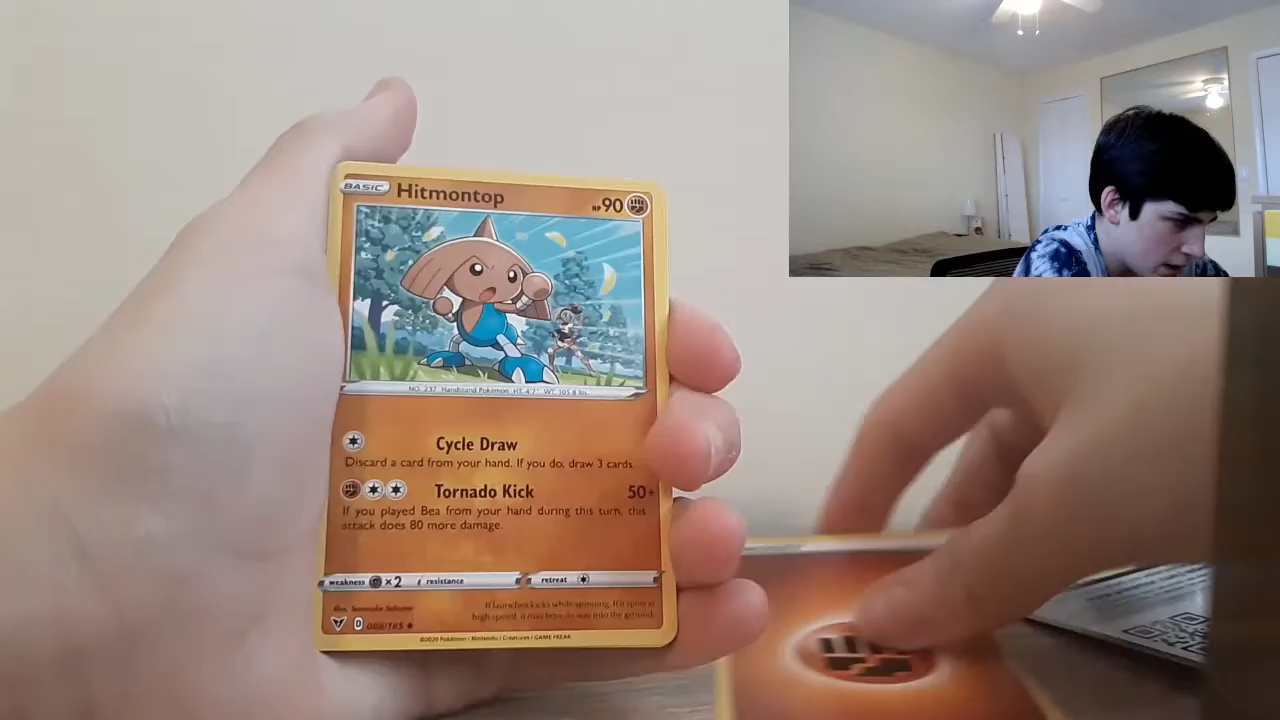 BASIC Hitmontop HP 90
NO. 237 Handstand Pokémon HT: 4'7" WT: 105.8 lbs.
Cycle Draw
Discard a card from your hand. If you do, draw 3 cards.
Tornado Kick 50+
If you played Bea from your hand during this turn, this
attack does 80 more damage.
weakness ×2 resistance retreat
If launches kicks while spinning. If it spins at
high speed, it may bore its way into the ground.
D /185
©2020 Pokémon / Nintendo / Creatures / GAME FREAK